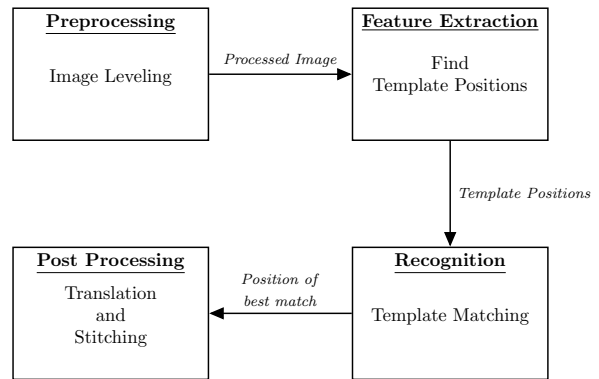 Preprocessing
Image Leveling
Processed Image
Feature Extraction
Find
Template Positions
Template Positions
Recognition
Template Matching
Position of
best match
Post Processing
Translation
and
Stitching